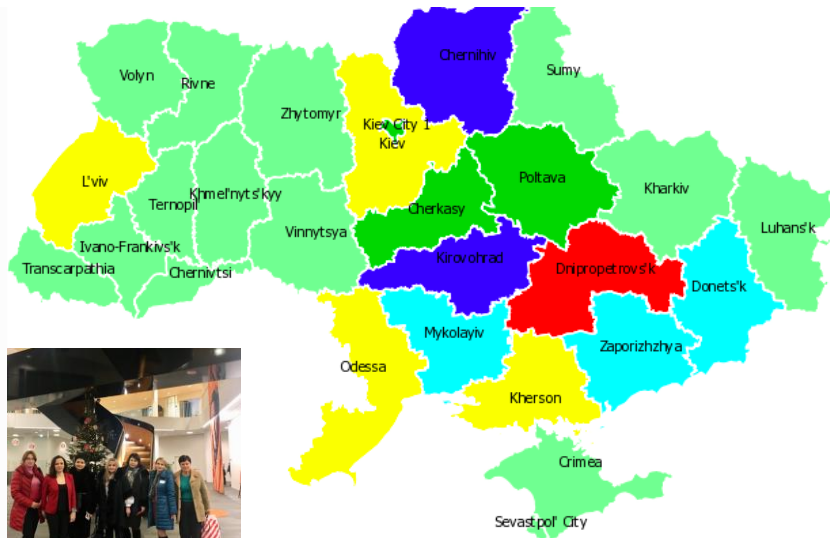 Chernihiv
Sumy
Volyn
Rivne
Zhytomyr
Kiev City 1
Kiev
L'viv
Poltava
Kharkiv
Khmel'nyts'kyy
Ternopil'
Cherkasy
Luhans'k
Vinnytsya
Ivano-Frankivs'k
Transcarpathia
Chernivtsi
Kirovohrad
Dnipropetrovs'k
Donets'k
Mykolayiv
Zaporizhzhya
Odessa
Kherson
Crimea
Sevastpol' City